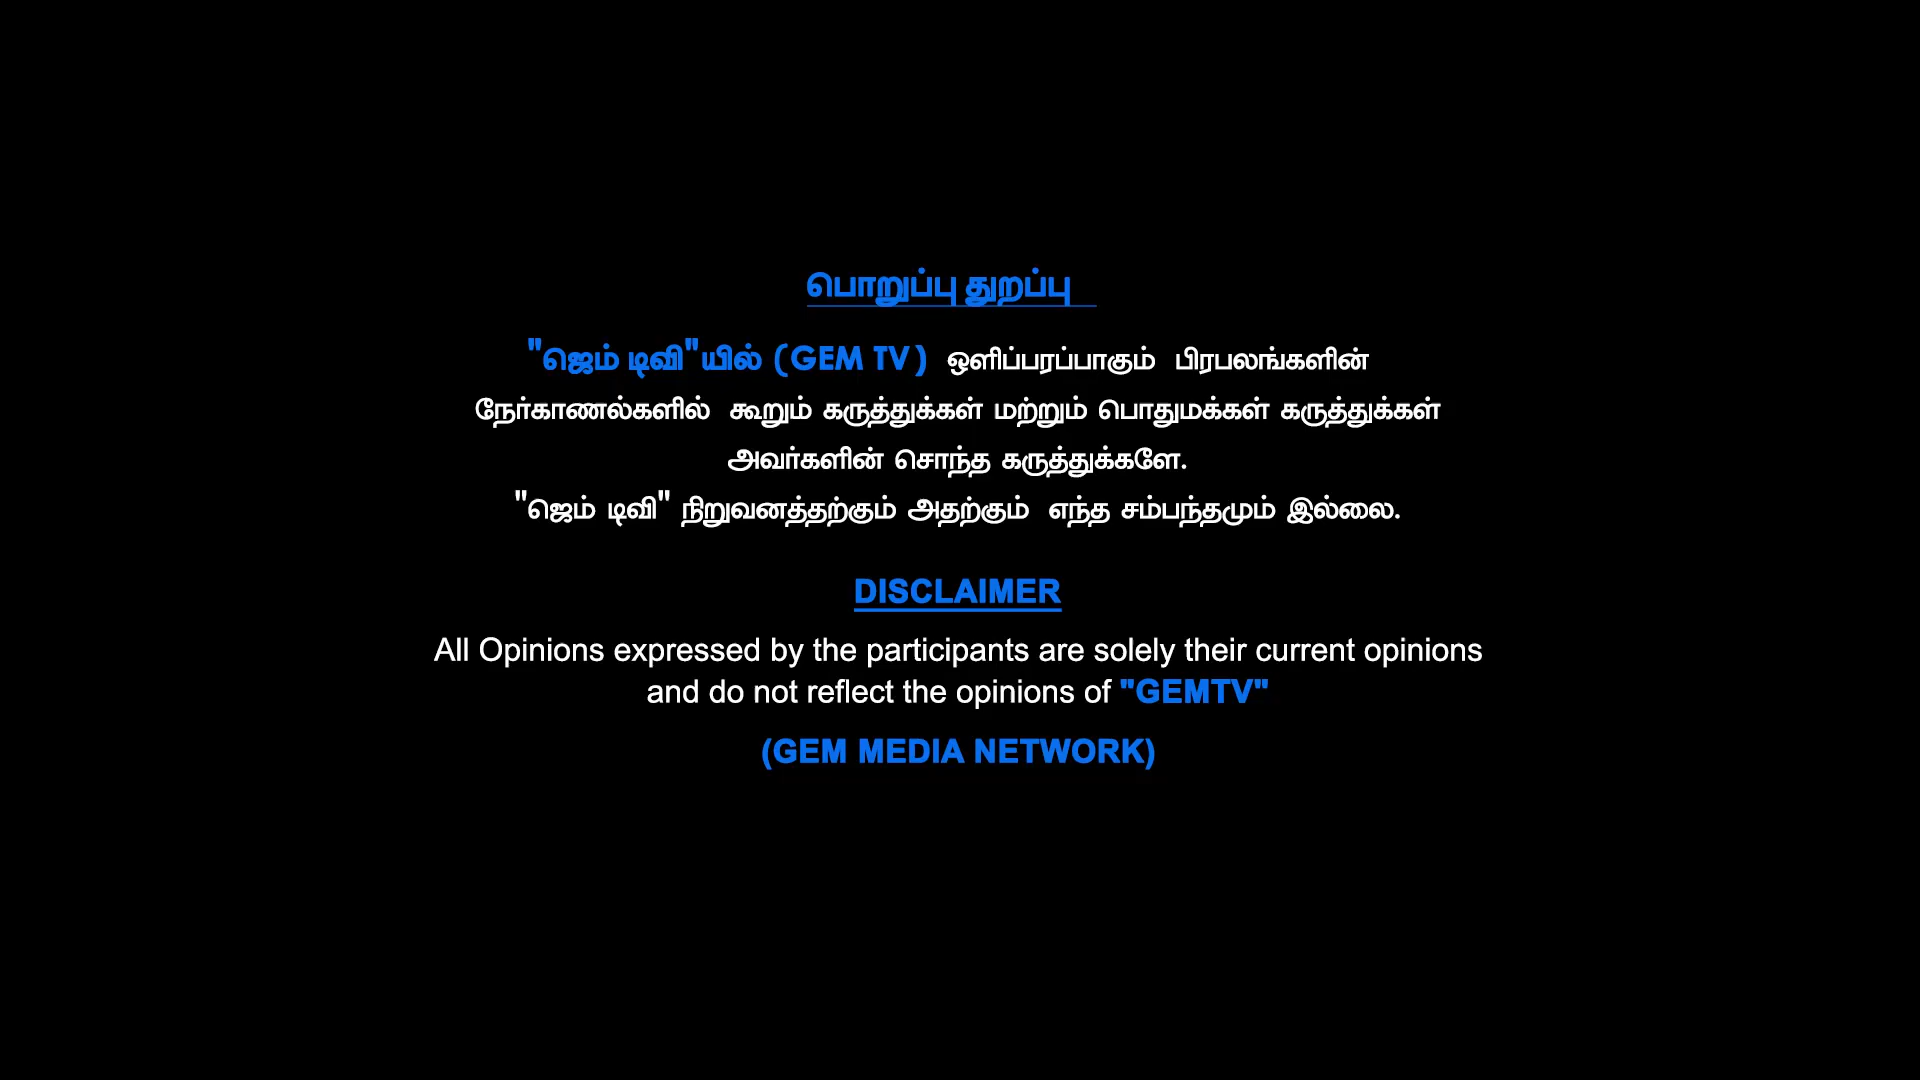 பொறுப்பு துறப்பு
"ஜெம் டிவி"யில் (GEM TV) ஒளிப்பரப்பாகும் பிரபலங்களின்
நேர்காணல்களில் கூறும் கருத்துக்கள் மற்றும் பொதுமக்கள் கருத்துக்கள்
அவர்களின் சொந்த கருத்துக்களே.
"ஜெம் டிவி" நிறுவனத்தற்கும் அதற்கும் எந்த சம்பந்தமும் இல்லை.
DISCLAIMER
All Opinions expressed by the participants are solely their current opinions
and do not reflect the opinions of "GEMTV"
(GEM MEDIA NETWORK)